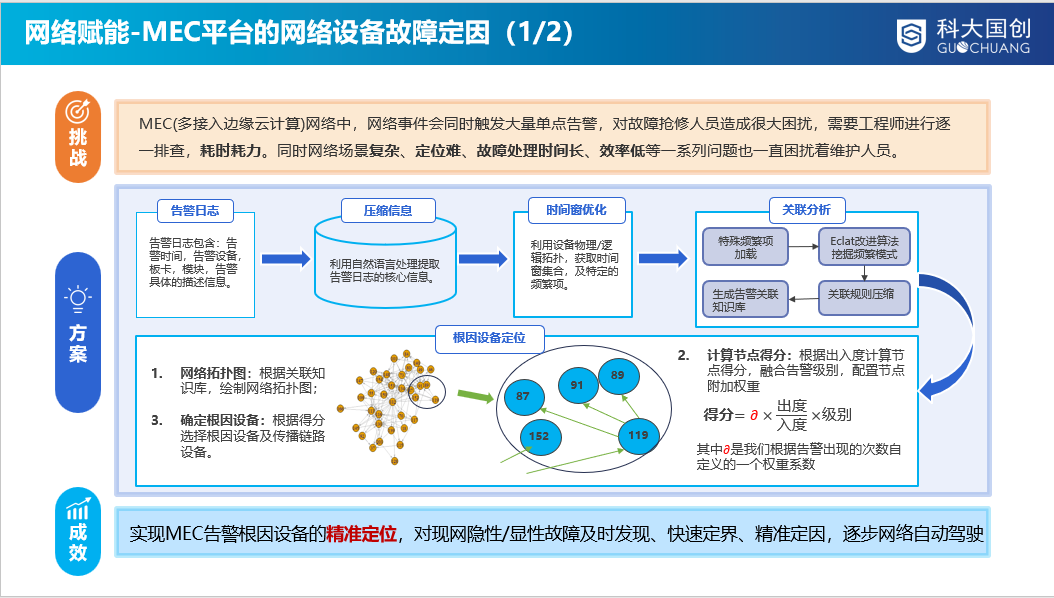 网络赋能-MEC平台的网络设备故障定因（1/2）
科大国创
GUOCHUANG
挑战
MEC(多接入边缘云计算)网络中，网络事件会同时触发大量单点告警，对故障抢修人员造成很大困扰，需要工程师进行逐
一排查，耗时耗力。同时网络场景复杂、定位难、故障处理时间长、效率低等一系列问题也一直困扰着维护人员。
方案
告警日志
告警日志包含：告
警时间，告警设备，
板卡，模块，告警
具体的描述信息。
压缩信息
利用自然语言处理提取
告警日志的核心信息。
时间窗优化
利用设备物理/逻
辑拓扑，获取时间
窗集合，及特定的
频繁项。
关联分析
特殊频繁项
加载
Eclat改进算法
挖掘频繁模式
生成告警关联
知识库
关联规则压缩
根因设备定位
1. 网络拓扑图：根据关联知
识库，绘制网络拓扑图；
3. 确定根因设备：根据得分
选择根因设备及传播链路
设备。
87
91
89
152
119
2. 计算节点得分：根据出入度计算节
点得分，融合告警级别，配置节点
附加权重
得分= ∂ × 出度/入度 ×级别
其中∂是我们根据告警出现的次数自
定义的一个权重系数
成效
实现MEC告警根因设备的精准定位，对现网隐性/显性故障及时发现、快速定界、精准定因，逐步网络自动驾驶